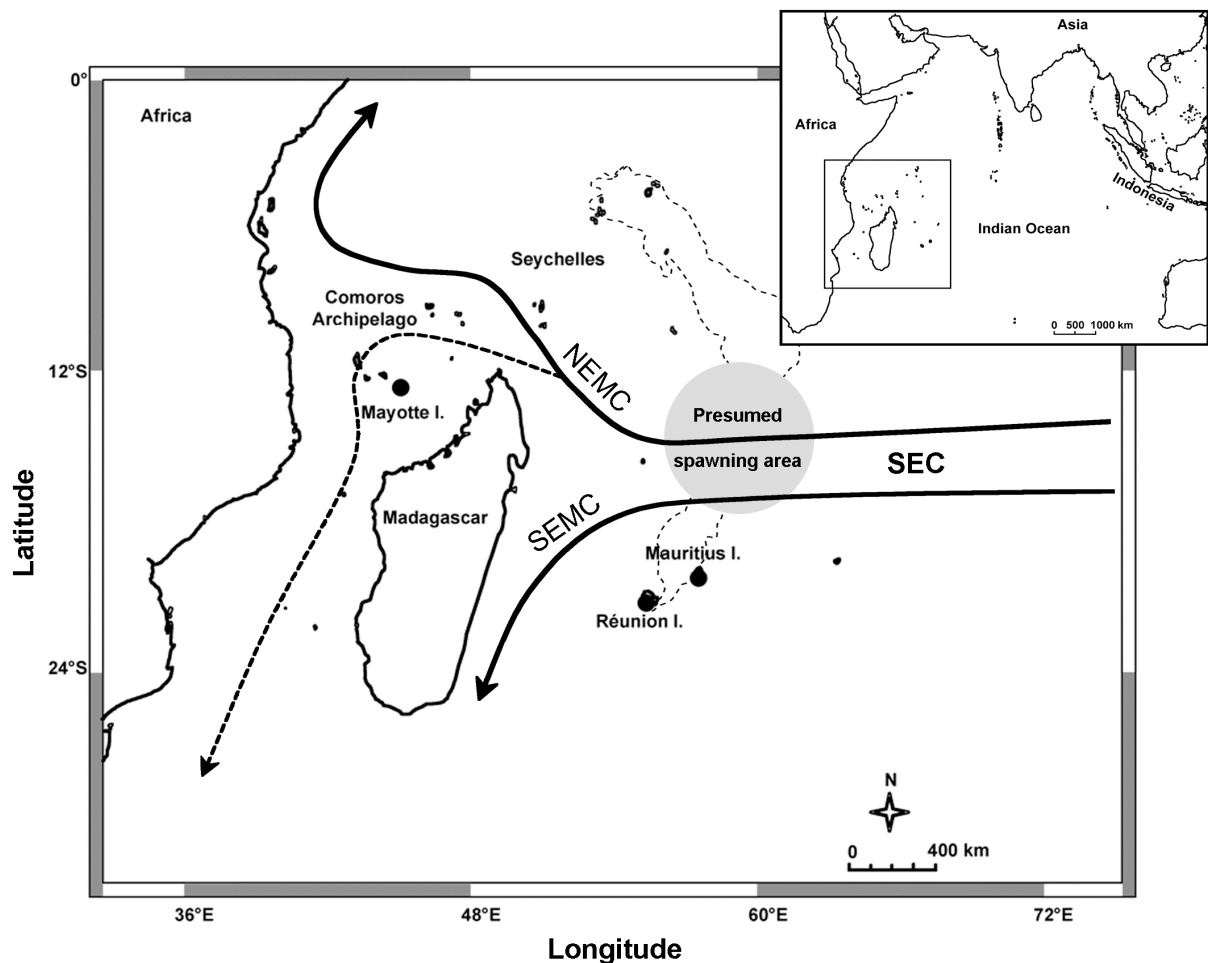 Asia
Africa
Indonesia
Indian Ocean
0 500 1000 km
0°
Africa
Seychelles
Comoros
Archipelago
12°S
NEMC
Mayotte I.
Presumed
spawning area
SEC
Madagascar
SEMC
Mauritius I.
Réunion I.
24°S
Latitude
N
0 400 km
36°E
48°E
60°E
72°E
Longitude